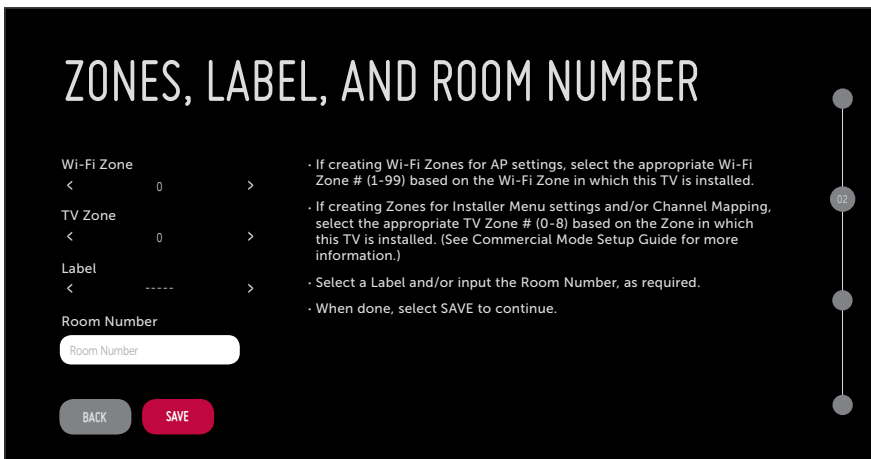 ZONES, LABEL, AND ROOM NUMBER
Wi-Fi Zone
< 0 >
TV Zone
< 0 >
Label
< ----- >
Room Number
Room Number
BACK SAVE
· If creating Wi-Fi Zones for AP settings, select the appropriate Wi-Fi
Zone # (1-99) based on the Wi-Fi Zone in which this TV is installed.
· If creating Zones for Installer Menu settings and/or Channel Mapping,
select the appropriate TV Zone # (0-8) based on the Zone in which
this TV is installed. (See Commercial Mode Setup Guide for more
information.)
· Select a Label and/or input the Room Number, as required.
· When done, select SAVE to continue.
02